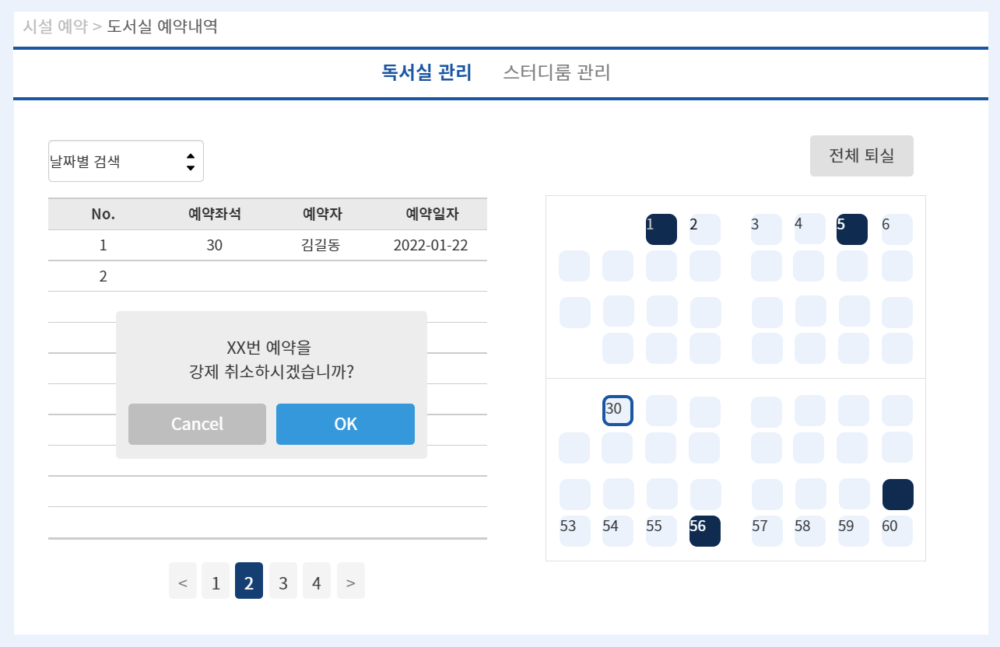 시설 예약 > 도서실 예약내역
독서실 관리 스터디룸 관리
날짜별 검색
전체 퇴실
No. 예약좌석 예약자 예약일자
1 30 김길동 2022-01-22
2
XX번 예약을
강제 취소하시겠습니까?
Cancel OK
< 1 2 3 4 >
1 2 3 4 5 6
30
53 54 55 56 57 58 59 60